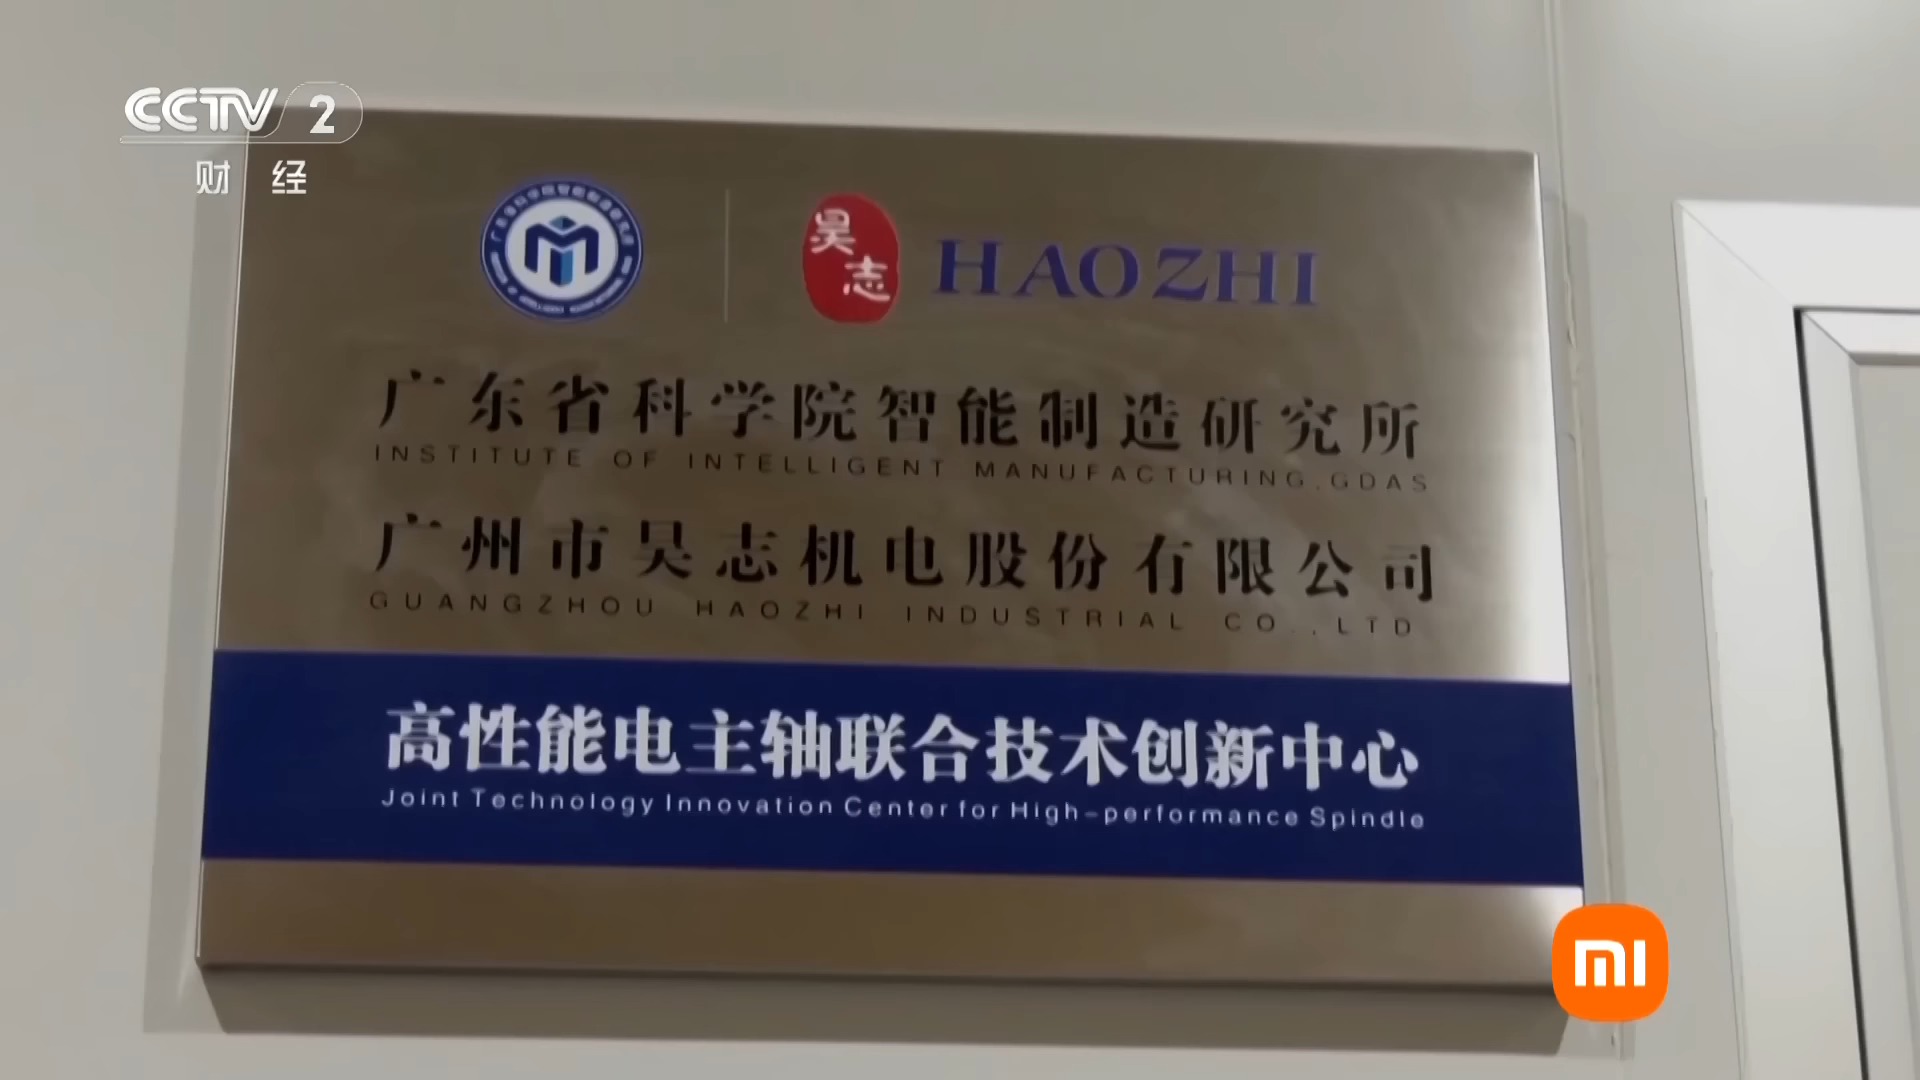 CCTV 2
财经
昊志 HAOZHI
广东省科学院智能制造研究所
INSTITUTE OF INTELLIGENT MANUFACTURING,GDAS
广州市昊志机电股份有限公司
GUANGZHOU HAOZHI INDUSTRIAL CO.,LTD
高性能电主轴联合技术创新中心
Joint Technology Innovation Center for High-performance Spindle
mi